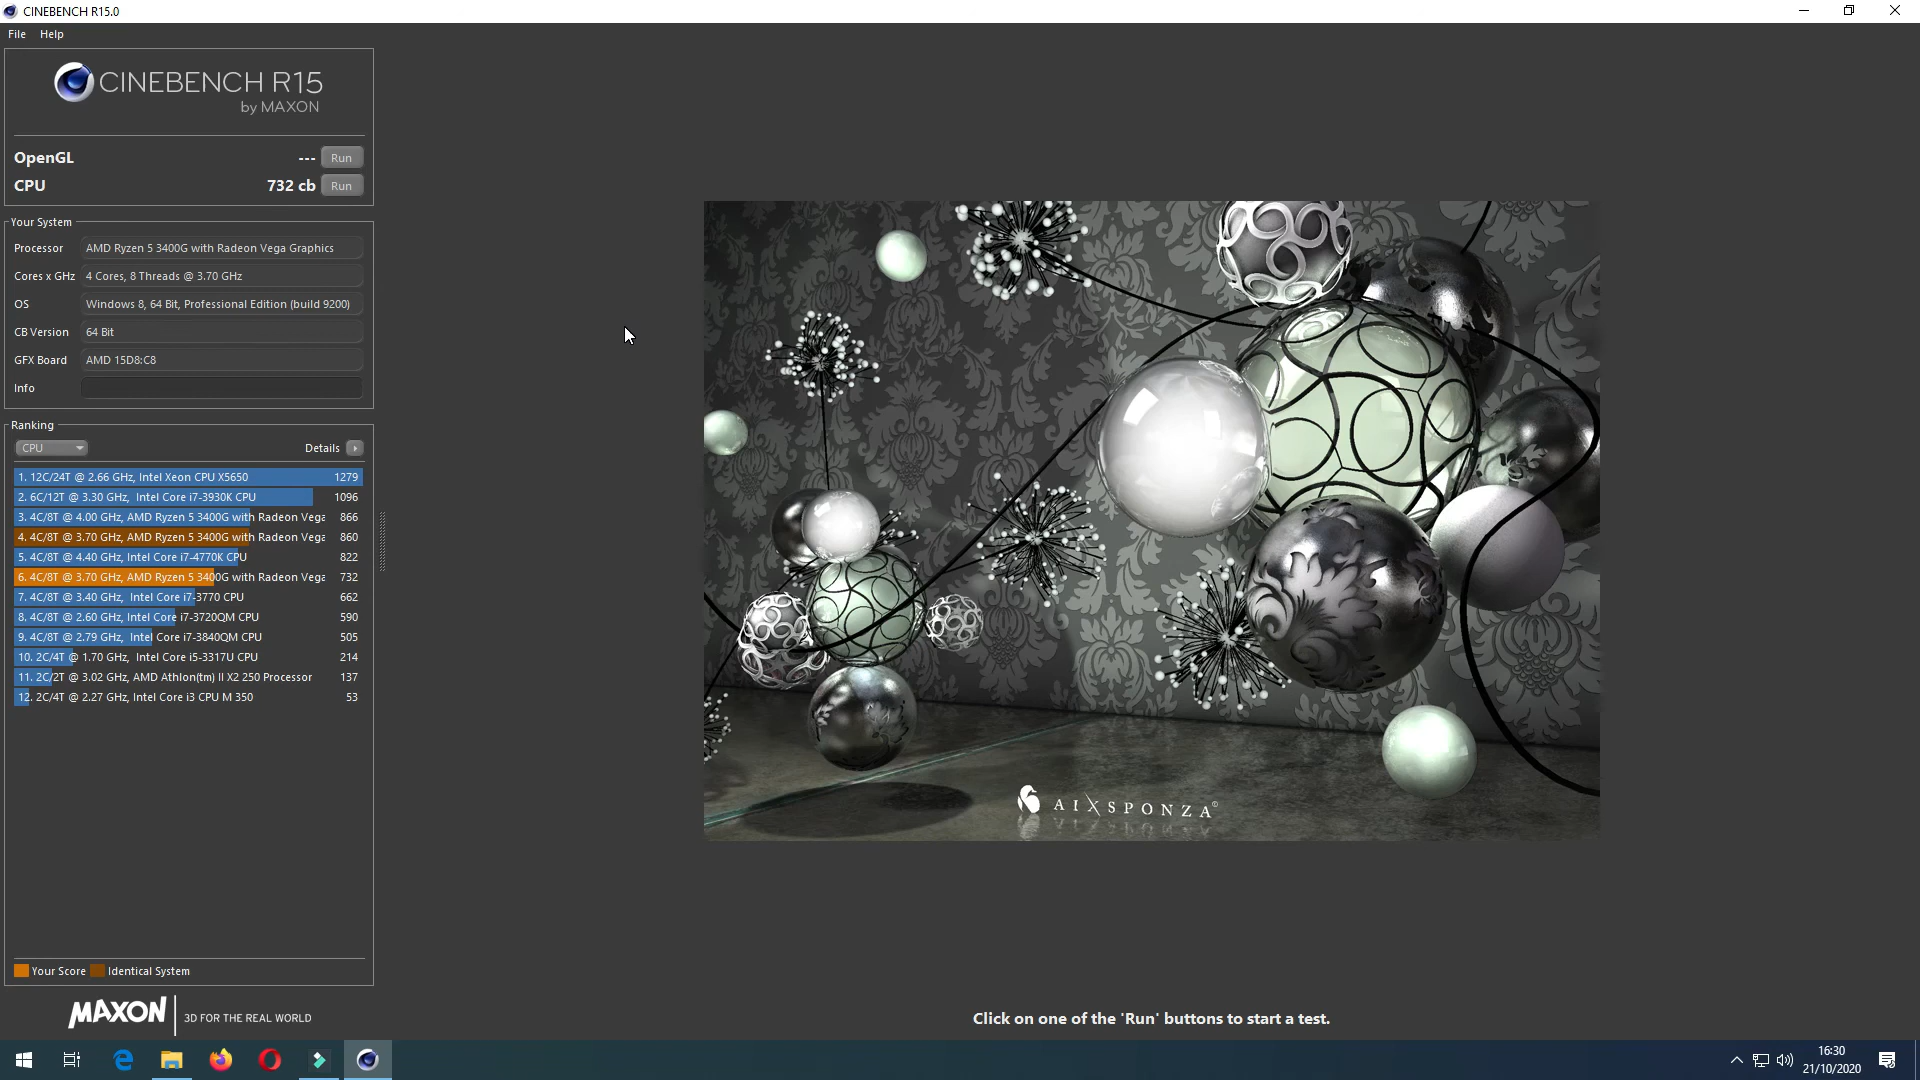 CINEBENCH R15.0
File Help
CINEBENCH R15
by MAXON
OpenGL --- Run
CPU 732 cb Run
Your System
Processor AMD Ryzen 5 3400G with Radeon Vega Graphics
Cores x GHz 4 Cores, 8 Threads @ 3.70 GHz
OS Windows 8, 64 Bit, Professional Edition (build 9200)
CB Version 64 Bit
GFX Board AMD 15D8:C8
Info
Ranking
CPU Details
1. 12C/24T @ 2.66 GHz, Intel Xeon CPU X5650 1279
2. 6C/12T @ 3.30 GHz, Intel Core i7-3930K CPU 1096
3. 4C/8T @ 4.00 GHz, AMD Ryzen 5 3400G with Radeon Vega 866
4. 4C/8T @ 3.70 GHz, AMD Ryzen 5 3400G with Radeon Vega 860
5. 4C/8T @ 4.40 GHz, Intel Core i7-4770K CPU 822
6. 4C/8T @ 3.70 GHz, AMD Ryzen 5 3400G with Radeon Vega 732
7. 4C/8T @ 3.40 GHz, Intel Core i7-3770 CPU 662
8. 4C/8T @ 2.60 GHz, Intel Core i7-3720QM CPU 590
9. 4C/8T @ 2.79 GHz, Intel Core i7-3840QM CPU 505
10. 2C/4T @ 1.70 GHz, Intel Core i5-3317U CPU 214
11. 2C/2T @ 3.02 GHz, AMD Athlon(tm) II X2 250 Processor 137
12. 2C/4T @ 2.27 GHz, Intel Core i3 CPU M 350 53
Your Score Identical System
MAXON 3D FOR THE REAL WORLD
AIXSPONZA®
Click on one of the 'Run' buttons to start a test.
16:30
21/10/2020